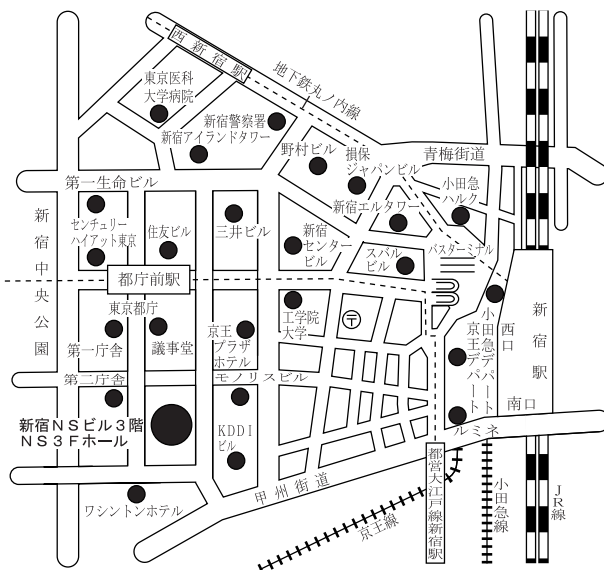 西新宿駅
地下鉄丸ノ内線
東京医科
大学病院
新宿警察署
新宿アイランドタワー
野村ビル
損保
ジャパンビル
青梅街道
小田急
ハルク
新宿エルタワー
第一生命ビル
センチュリー
ハイアット東京
住友ビル
三井ビル
新宿
センター
ビル
スバル
ビル
バスターミナル
新宿中央公園
都庁前駅
東京都庁
第一庁舎
議事堂
京王
プラザ
ホテル
工学院
大学
〒
小田急デパート
京王デパート
西口
新宿駅
南口
第二庁舎
モノリスビル
ルミネ
新宿NSビル3階
NS3Fホール
KDDI
ビル
甲州街道
ワシントンホテル
京王線
都営大江戸線新宿駅
小田急線
JR線